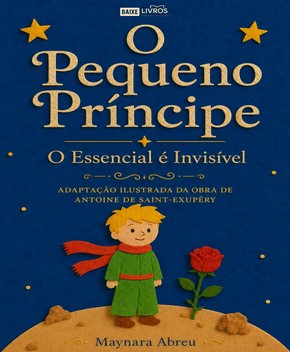 BAIXE LIVROS
O
Pequeno
Príncipe
O Essencial é Invisível
ADAPTAÇÃO ILUSTRADA DA OBRA DE
ANTOINE DE SAINT-EXUPÉRY
Maynara Abreu